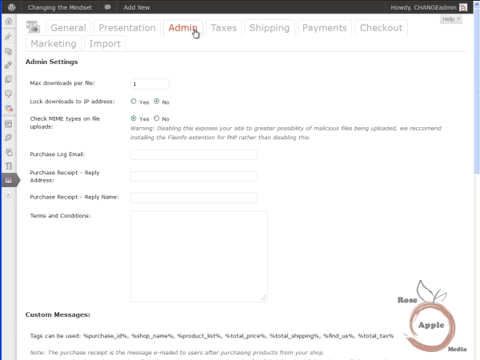 Changing the Mindset Add New Howdy, CHANGEadmin
Help
General Presentation Admin Taxes Shipping Payments Checkout
Marketing Import
Admin Settings
Max downloads per file: 1
Lock downloads to IP address: Yes No
Check MIME types on file uploads: Yes No
Warning: Disabling this exposes your site to greater possibility of malicious files being uploaded, we reccommend
installing the Fileinfo extention for PHP rather than disabling this.
Purchase Log Email:
Purchase Receipt - Reply
Address:
Purchase Receipt - Reply Name:
Terms and Conditions:
Rose
Apple
Media
Custom Messages:
Tags can be used: %purchase_id%, %shop_name%, %product_list%, %total_price%, %total_shipping%, %find_us%, %total_tax%
Note: The purchase receipt is the message e-mailed to users after purchasing products from your shop.